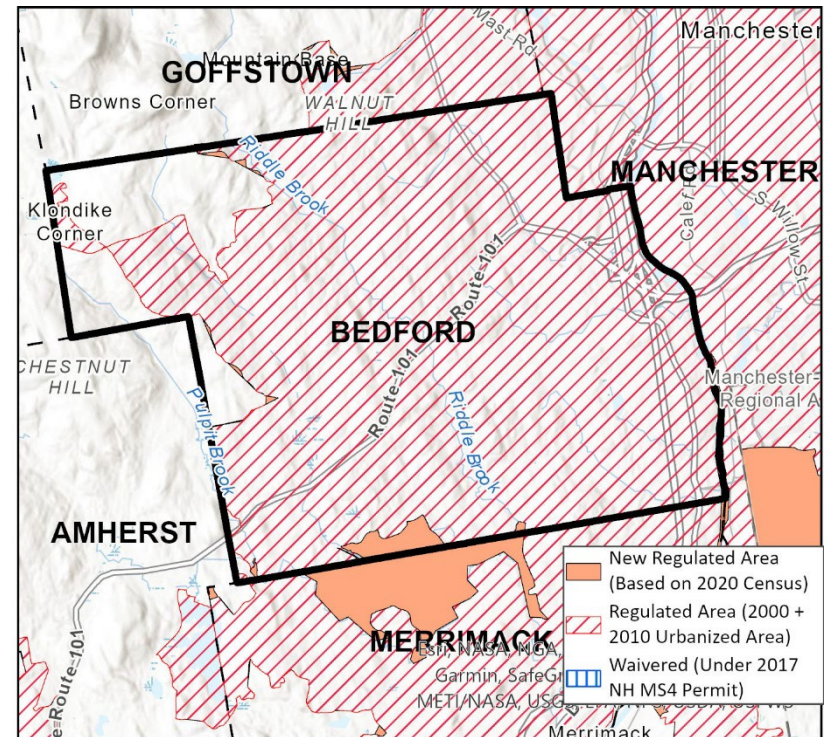 Mast Rd
Manchester
Mountain Base
GOFFSTOWN
Browns Corner
WALNUT
HILL
Riddle Brook
MANCHESTER
Klondike
Corner
S Willow St
Route 101
BEDFORD
CHESTNUT
HILL
Manchester-
Regional A
Route 101
Riddle Brook
Pulpit Brook
AMHERST
New Regulated Area
(Based on 2020 Census)
Regulated Area (2000 +
2010 Urbanized Area)
Waivered (Under 2017
NH MS4 Permit)
MERRIMACK
Esri, NASA, NGA,
Garmin, SafeGr
METI/NASA, USG
e-Route-101
Merrimack